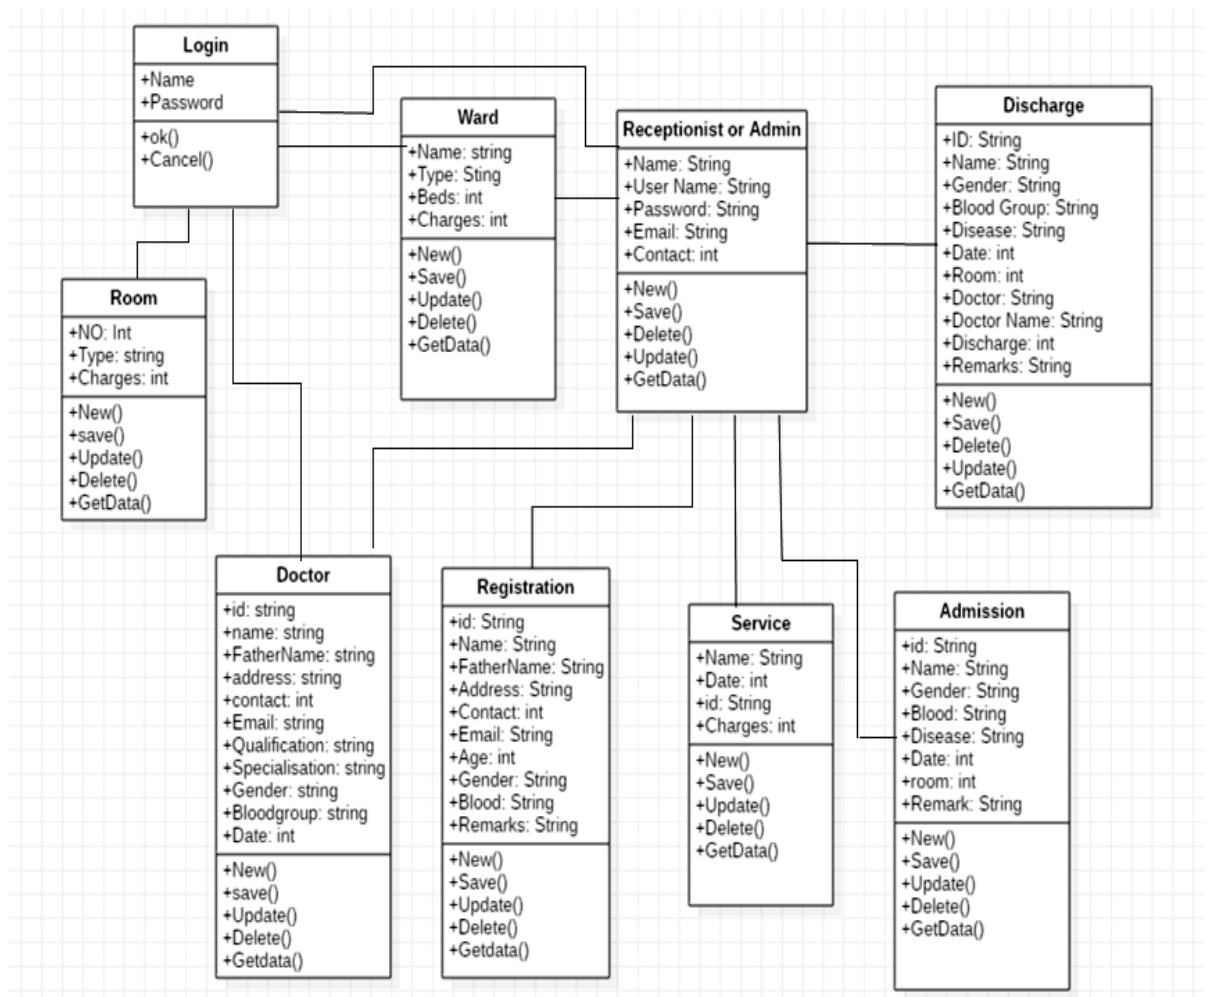 Login
+Name
+Password
+ok()
+Cancel()
Ward
+Name: string
+Type: Sting
+Beds: int
+Charges: int
+New()
+Save()
+Update()
+Delete()
+GetData()
Receptionist or Admin
+Name: String
+User Name: String
+Password: String
+Email: String
+Contact: int
+New()
+Save()
+Delete()
+Update()
+GetData()
Discharge
+ID: String
+Name: String
+Gender: String
+Blood Group: String
+Disease: String
+Date: int
+Room: int
+Doctor: String
+Doctor Name: String
+Discharge: int
+Remarks: String
+New()
+Save()
+Delete()
+Update()
+GetData()
Room
+NO: Int
+Type: string
+Charges: int
+New()
+save()
+Update()
+Delete()
+GetData()
Doctor
+id: string
+name: string
+FatherName: string
+address: string
+contact: int
+Email: string
+Qualification: string
+Specialisation: string
+Gender: string
+Bloodgroup: string
+Date: int
+New()
+save()
+Update()
+Delete()
+Getdata()
Registration
+id: String
+Name: String
+FatherName: String
+Address: String
+Contact: int
+Email: String
+Age: int
+Gender: String
+Blood: String
+Remarks: String
+New()
+Save()
+Update()
+Delete()
+Getdata()
Service
+Name: String
+Date: int
+id: String
+Charges: int
+New()
+Save()
+Update()
+Delete()
+GetData()
Admission
+id: String
+Name: String
+Gender: String
+Blood: String
+Disease: String
+Date: int
+room: int
+Remark: String
+New()
+Save()
+Update()
+Delete()
+GetData()